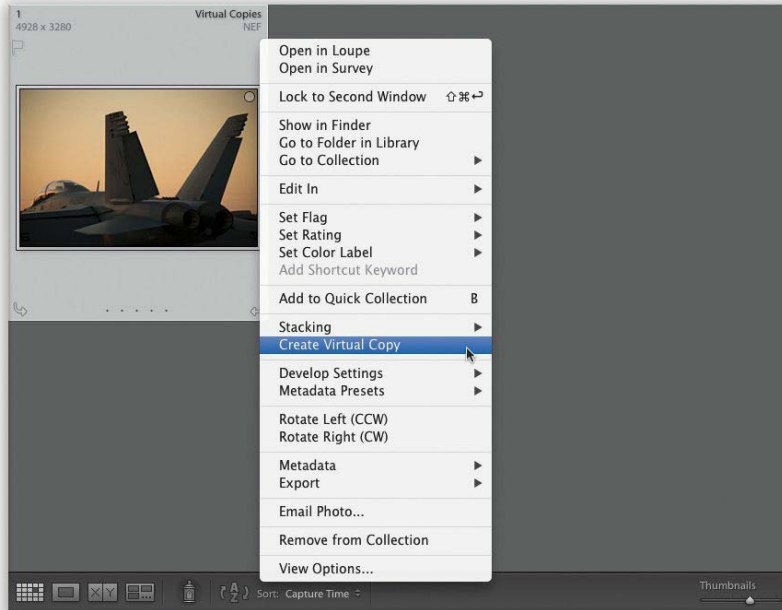 1
Virtual Copies
4928 x 3280
NEF
Open in Loupe
Open in Survey
Lock to Second Window ⇧⌘↩
Show in Finder
Go to Folder in Library
Go to Collection ▶
Edit In ▶
Set Flag ▶
Set Rating ▶
Set Color Label ▶
Add Shortcut Keyword
Add to Quick Collection B
Stacking ▶
Create Virtual Copy
Develop Settings ▶
Metadata Presets ▶
Rotate Left (CCW)
Rotate Right (CW)
Metadata ▶
Export ▶
Email Photo...
Remove from Collection
View Options...
XY
A
Z
Sort: Capture Time
Thumbnails